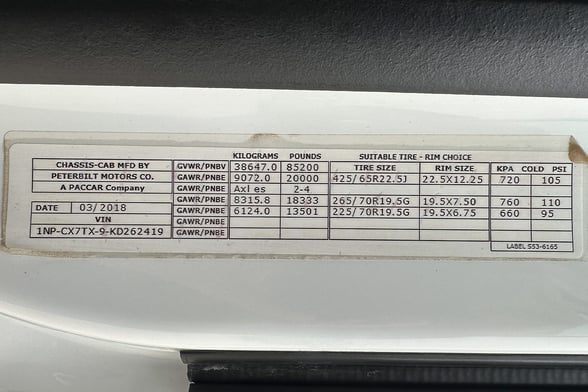 KILOGRAMS POUNDS SUITABLE TIRE - RIM CHOICE
CHASSIS-CAB MFD BY GVWR/PNBV 38647.0 85200 TIRE SIZE RIM SIZE KPA COLD PSI
PETERBILT MOTORS CO. GAWR/PNBE 9072.0 20000 425/65R22.5J 22.5X12.25 720 105
A PACCAR Company GAWR/PNBE Axles 2-4
GAWR/PNBE 8315.8 18333 265/70R19.5G 19.5X7.50 760 110
DATE 03/2018 GAWR/PNBE 6124.0 13501 225/70R19.5G 19.5X6.75 660 95
VIN GAWR/PNBE
1NP-CX7TX-9-KD262419 GAWR/PNBE
LABEL S53-6165